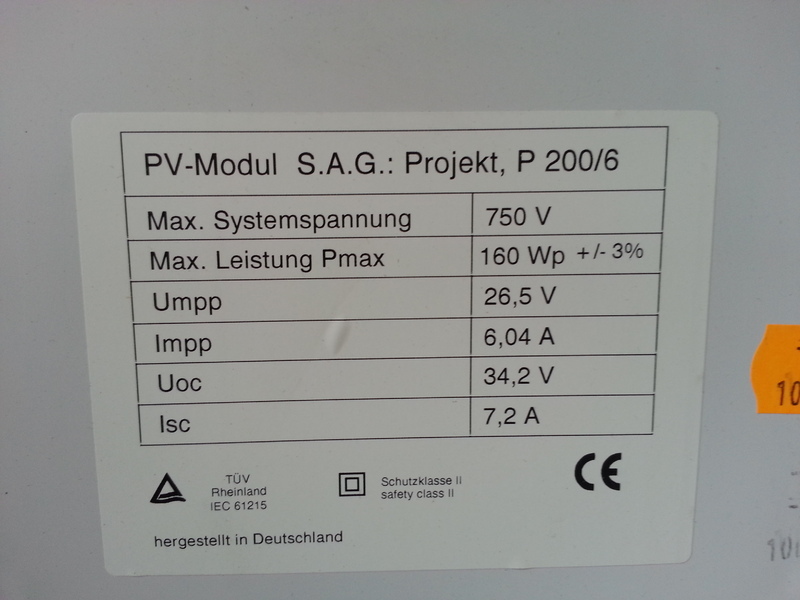 PV-Modul S.A.G.: Projekt, P 200/6
Max. Systemspannung 750 V
Max. Leistung Pmax 160 Wp +/- 3%
Umpp 26,5 V
Impp 6,04 A
Uoc 34,2 V
Isc 7,2 A
TÜV
Rheinland
IEC 61215
Schutzklasse II
safety class II
CE
hergestellt in Deutschland